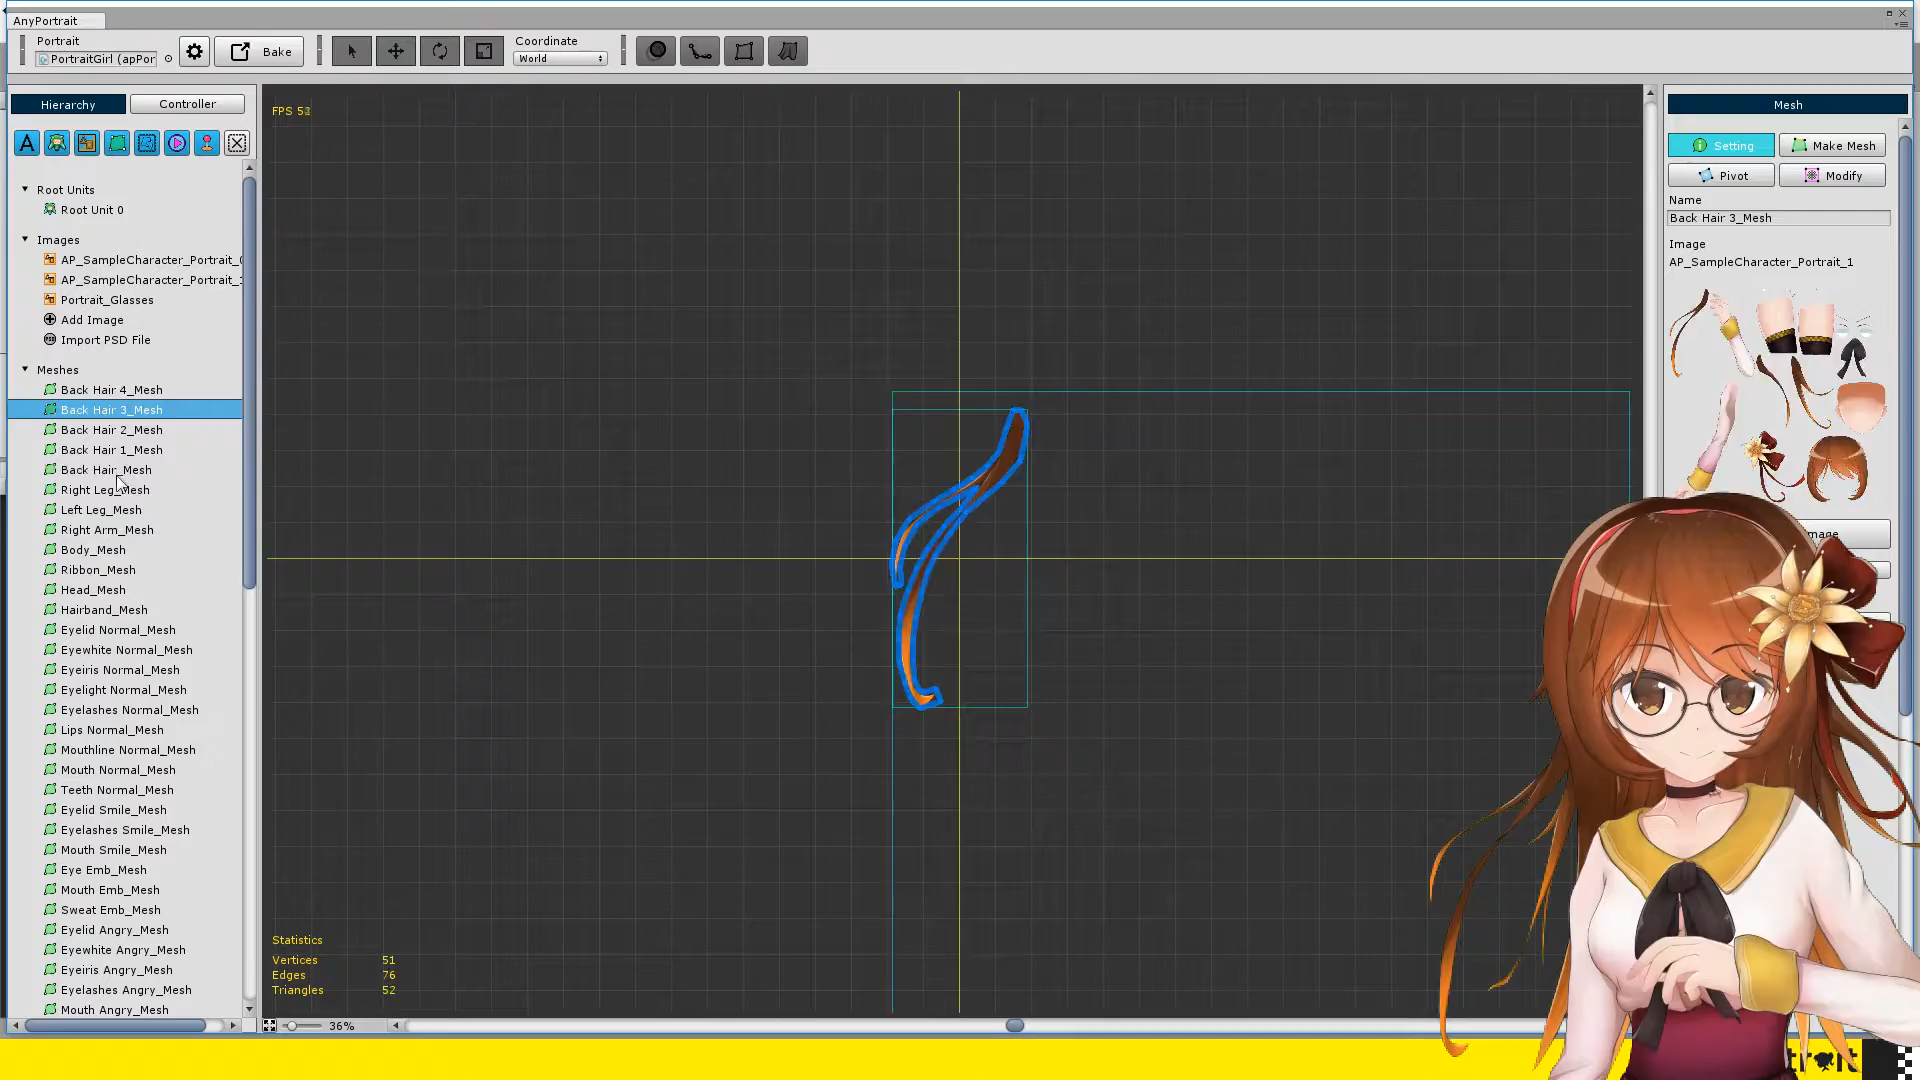 AnyPortrait
Portrait
PortraitGirl (apPor
Bake
Coordinate
World
Hierarchy
Controller
Root Units
Root Unit 0
Images
AP_SampleCharacter_Portrait_
AP_SampleCharacter_Portrait_
Portrait_Glasses
Add Image
Import PSD File
Meshes
Back Hair 4_Mesh
Back Hair 3_Mesh
Back Hair 2_Mesh
Back Hair 1_Mesh
Back Hair_Mesh
Right Leg_Mesh
Left Leg_Mesh
Right Arm_Mesh
Body_Mesh
Ribbon_Mesh
Head_Mesh
Hairband_Mesh
Eyelid Normal_Mesh
Eyewhite Normal_Mesh
Eyeiris Normal_Mesh
Eyelight Normal_Mesh
Eyelashes Normal_Mesh
Lips Normal_Mesh
Mouthline Normal_Mesh
Mouth Normal_Mesh
Teeth Normal_Mesh
Eyelid Smile_Mesh
Eyelashes Smile_Mesh
Mouth Smile_Mesh
Eye Emb_Mesh
Mouth Emb_Mesh
Sweat Emb_Mesh
Eyelid Angry_Mesh
Eyewhite Angry_Mesh
Eyeiris Angry_Mesh
Eyelashes Angry_Mesh
Mouth Angry_Mesh
FPS
Statistics
Vertices 51
Edges 76
Triangles 52
36%
Mesh
Setting
Make Mesh
Pivot
Modify
Name
Back Hair 3_Mesh
Image
AP_SampleCharacter_Portrait_1